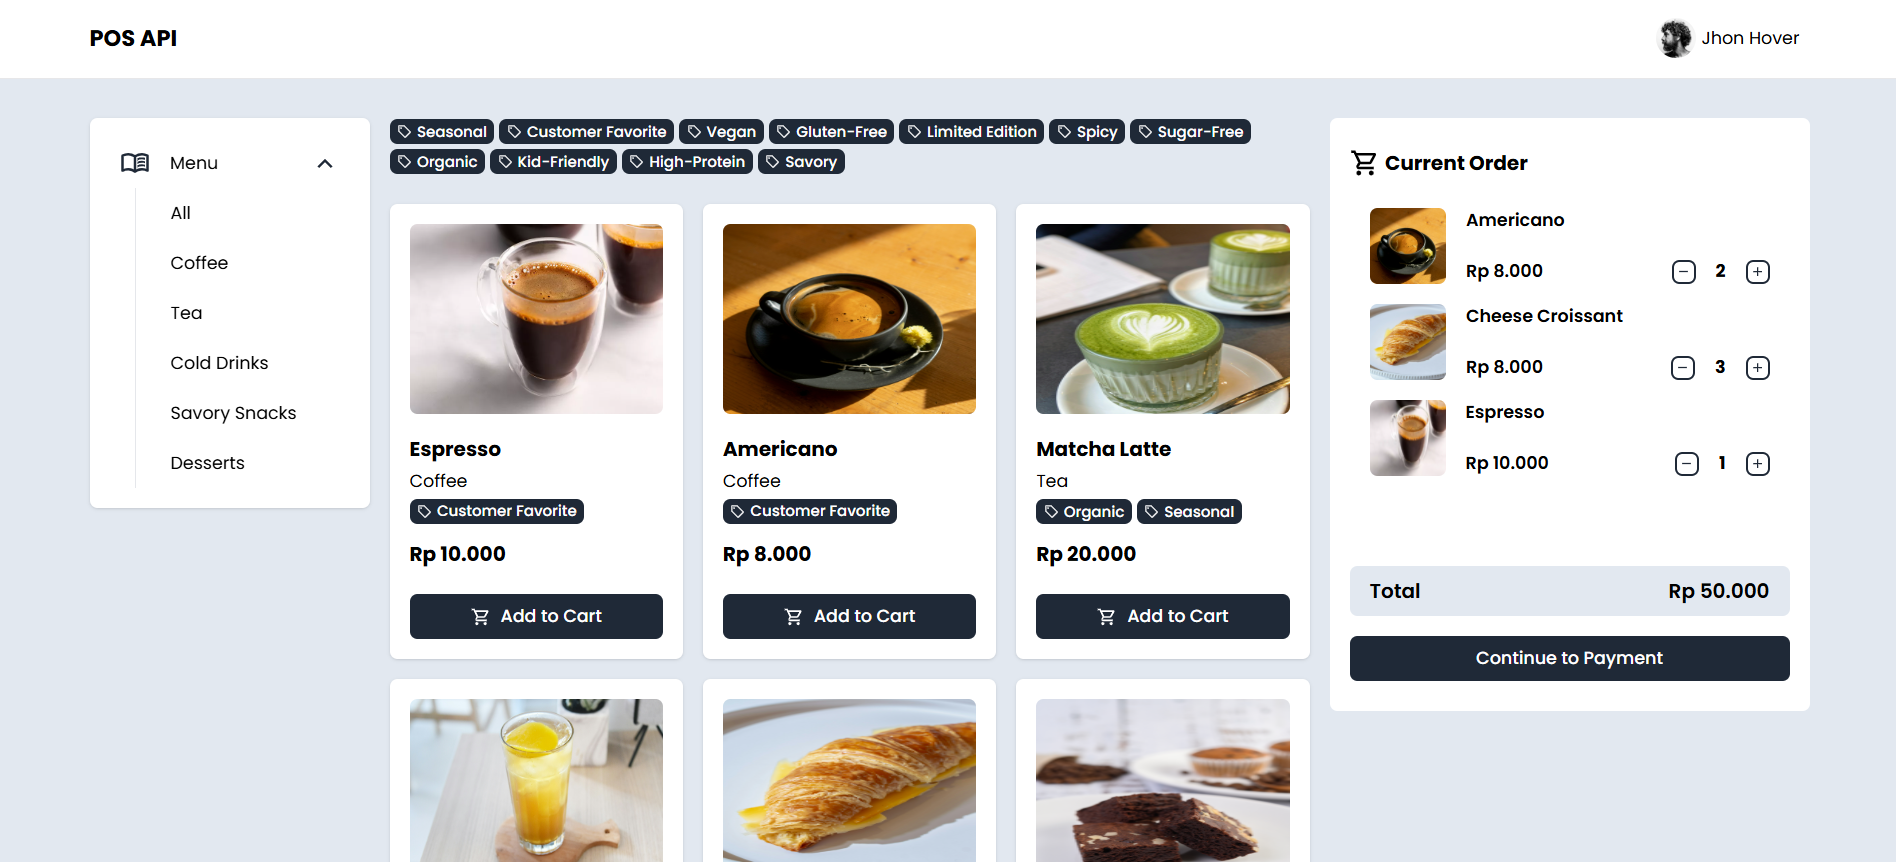 POS API
Jhon Hover
Menu
All
Coffee
Tea
Cold Drinks
Savory Snacks
Desserts
Seasonal Customer Favorite Vegan Gluten-Free Limited Edition Spicy Sugar-Free
Organic Kid-Friendly High-Protein Savory
Espresso
Coffee
Customer Favorite
Rp 10.000
Add to Cart
Americano
Coffee
Customer Favorite
Rp 8.000
Add to Cart
Matcha Latte
Tea
Organic Seasonal
Rp 20.000
Add to Cart
Current Order
Americano
Rp 8.000 2
Cheese Croissant
Rp 8.000 3
Espresso
Rp 10.000 1
Total Rp 50.000
Continue to Payment